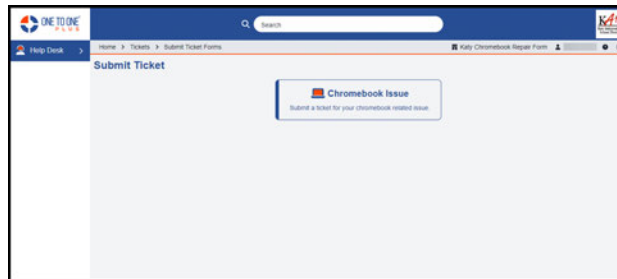 ONE TO ONE
PLUS
Search
Help Desk
Home > Tickets > Submit Ticket Forms
Katy Chromebook Repair Form
Submit Ticket
Chromebook Issue
Submit a ticket for your chromebook related issue.